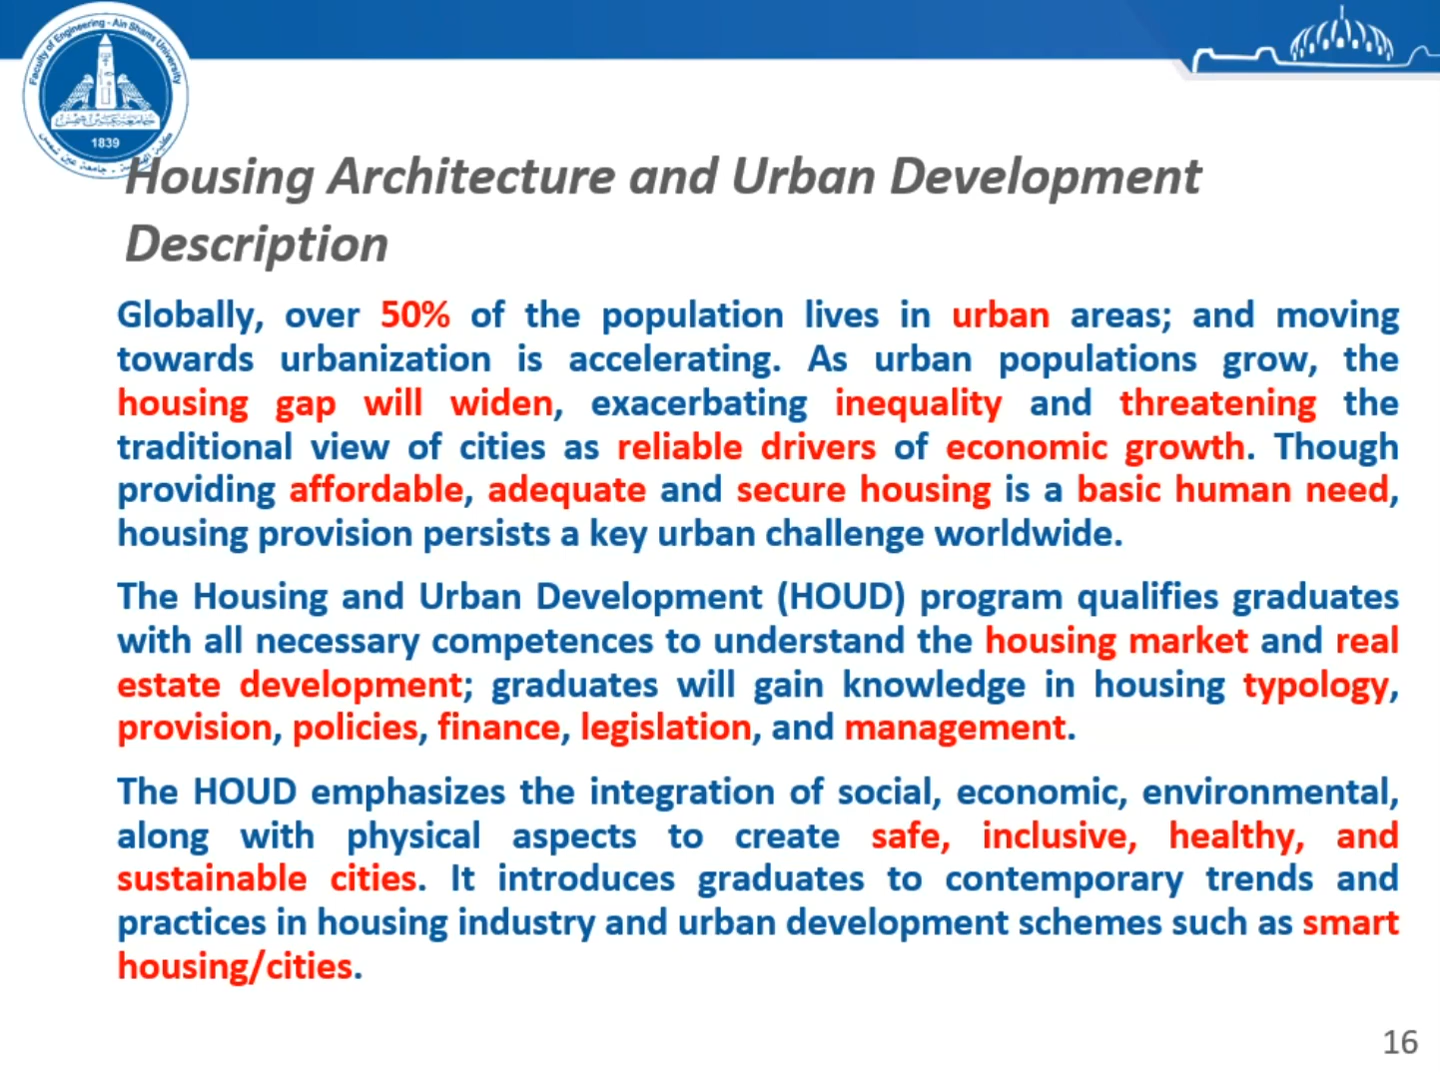 Faculty of Engineering - Ain Shams University
1839
Housing Architecture and Urban Development
Description
Globally, over 50% of the population lives in urban areas; and moving
towards urbanization is accelerating. As urban populations grow, the
housing gap will widen, exacerbating inequality and threatening the
traditional view of cities as reliable drivers of economic growth. Though
providing affordable, adequate and secure housing is a basic human need,
housing provision persists a key urban challenge worldwide.
The Housing and Urban Development (HOUD) program qualifies graduates
with all necessary competences to understand the housing market and real
estate development; graduates will gain knowledge in housing typology,
provision, policies, finance, legislation, and management.
The HOUD emphasizes the integration of social, economic, environmental,
along with physical aspects to create safe, inclusive, healthy, and
sustainable cities. It introduces graduates to contemporary trends and
practices in housing industry and urban development schemes such as smart
housing/cities.
16